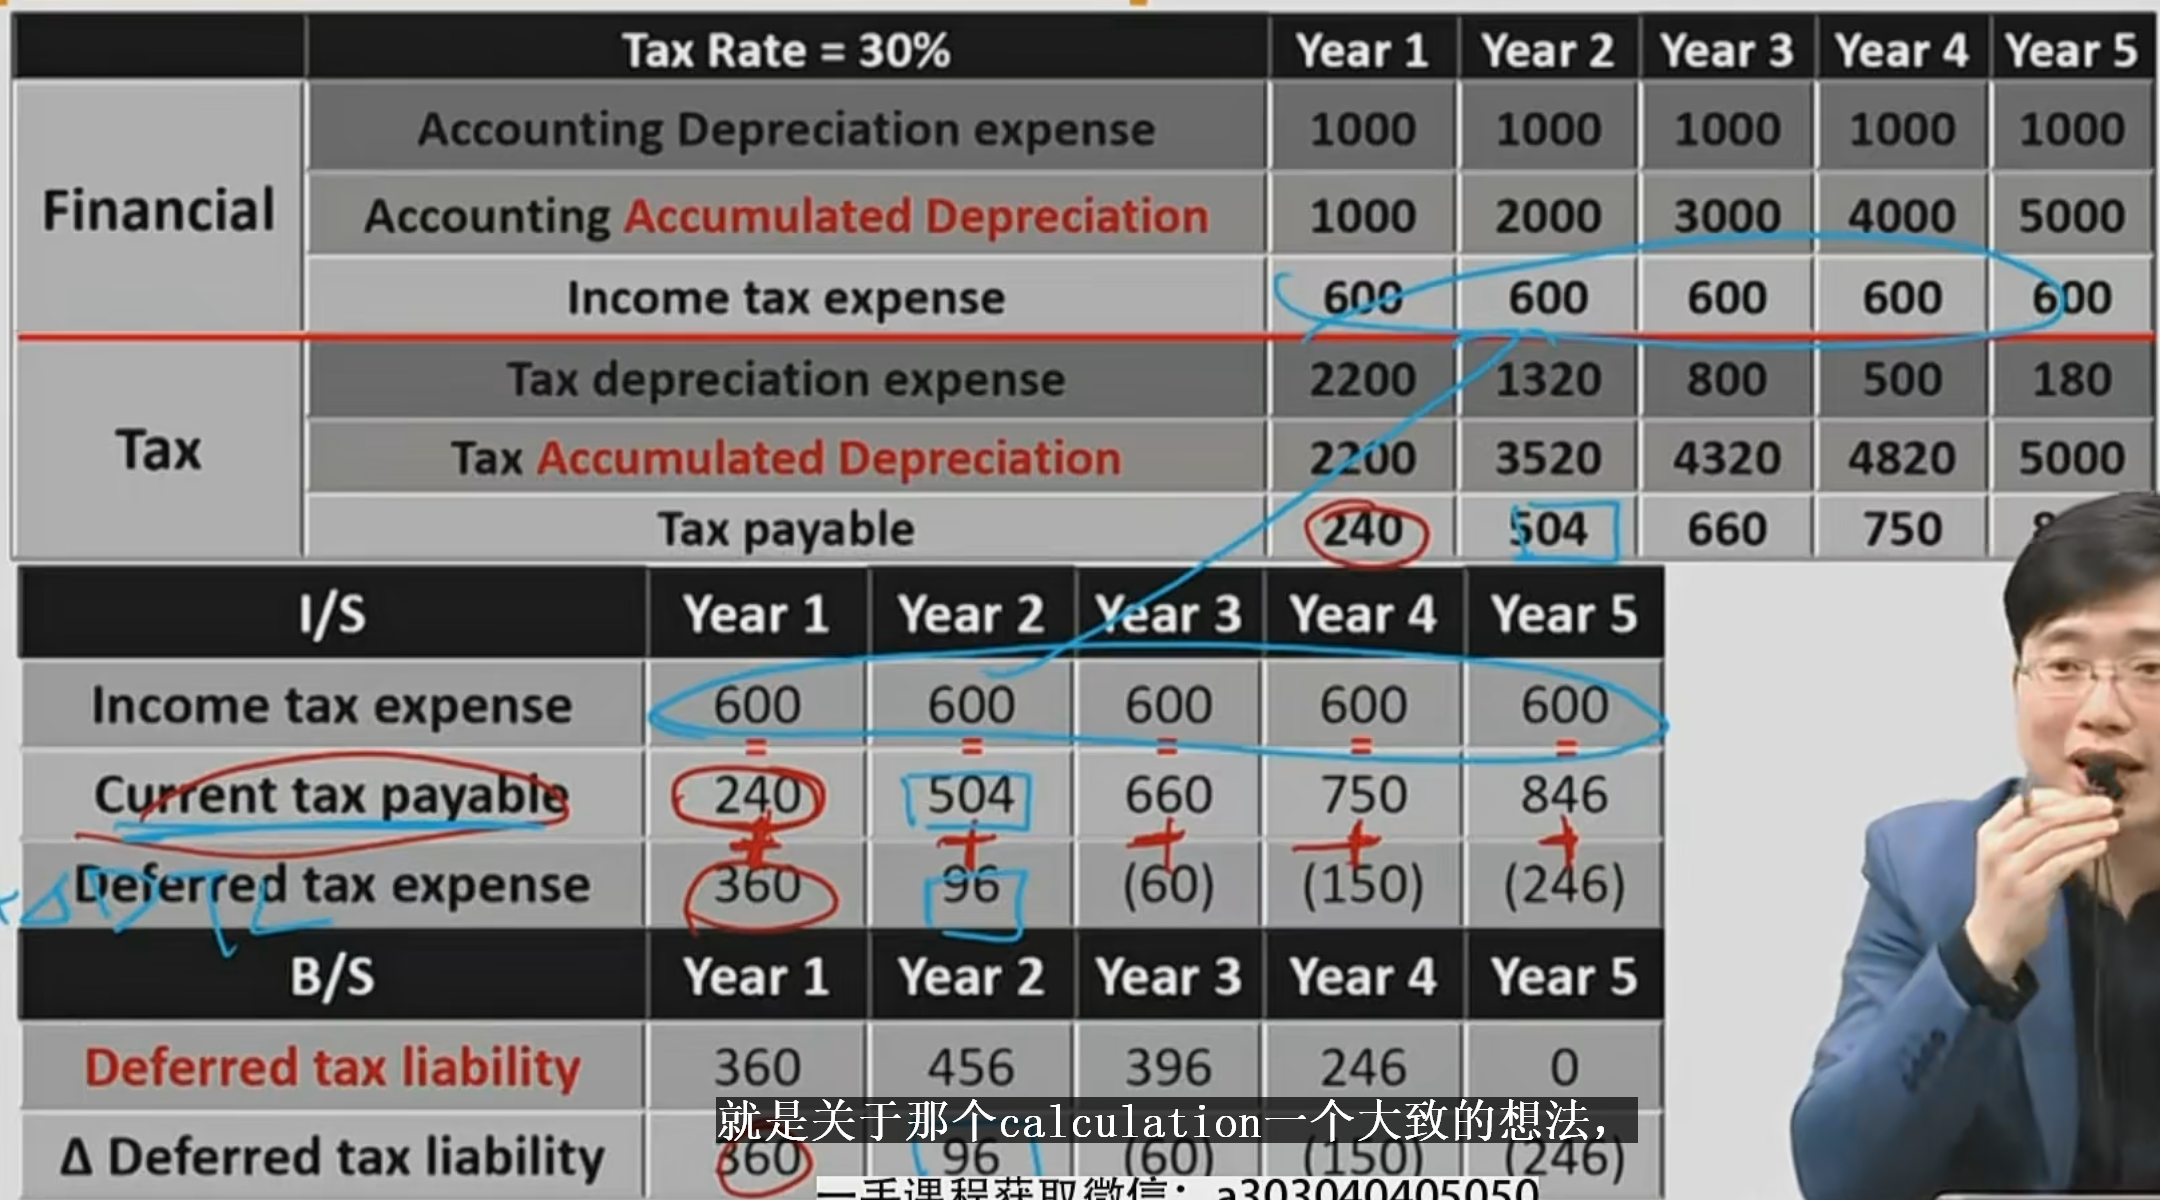 Tax Rate = 30% Year 1 Year 2 Year 3 Year 4 Year 5
Financial
Accounting Depreciation expense 1000 1000 1000 1000 1000
Accounting Accumulated Depreciation 1000 2000 3000 4000 5000
Income tax expense 600 600 600 600 600
Tax
Tax depreciation expense 2200 1320 800 500 180
Tax Accumulated Depreciation 2200 3520 4320 4820 5000
Tax payable 240 504 660 750
I/S Year 1 Year 2 Year 3 Year 4 Year 5
Income tax expense 600 600 600 600 600
= = = = =
Current tax payable 240 504 660 750 846
+ + + + +
Deferred tax expense 360 96 (60) (150) (246)
ΔDTL
B/S Year 1 Year 2 Year 3 Year 4 Year 5
Deferred tax liability 360 456 396 246 0
就是关于那个calculation一个大致的想法，
Δ Deferred tax liability 360 96 (60) (150) (246)
一手课程获取微信：a303040405050